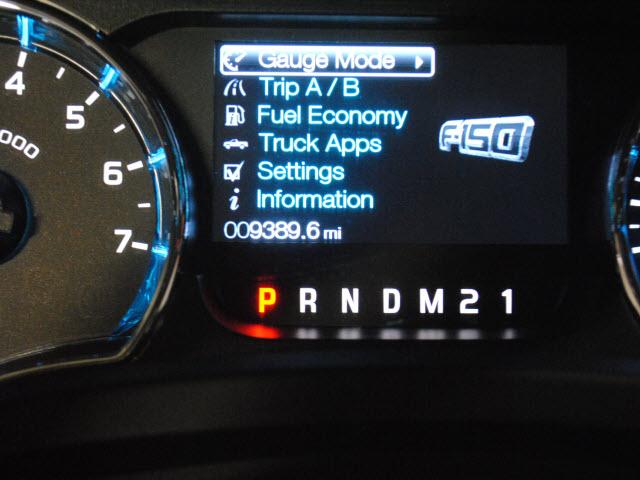 4
5
6
7
000
Gauge Mode
Trip A / B
Fuel Economy
Truck Apps
Settings
i Information
009389.6 mi
F-150
P R N D M 2 1